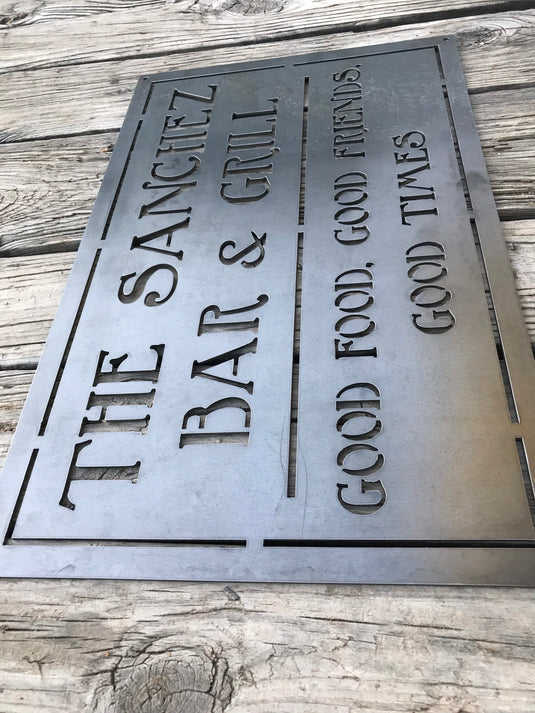 THE SANCHEZ
BAR & GRILL
GOOD FOOD, GOOD FRIENDS,
GOOD TIMES